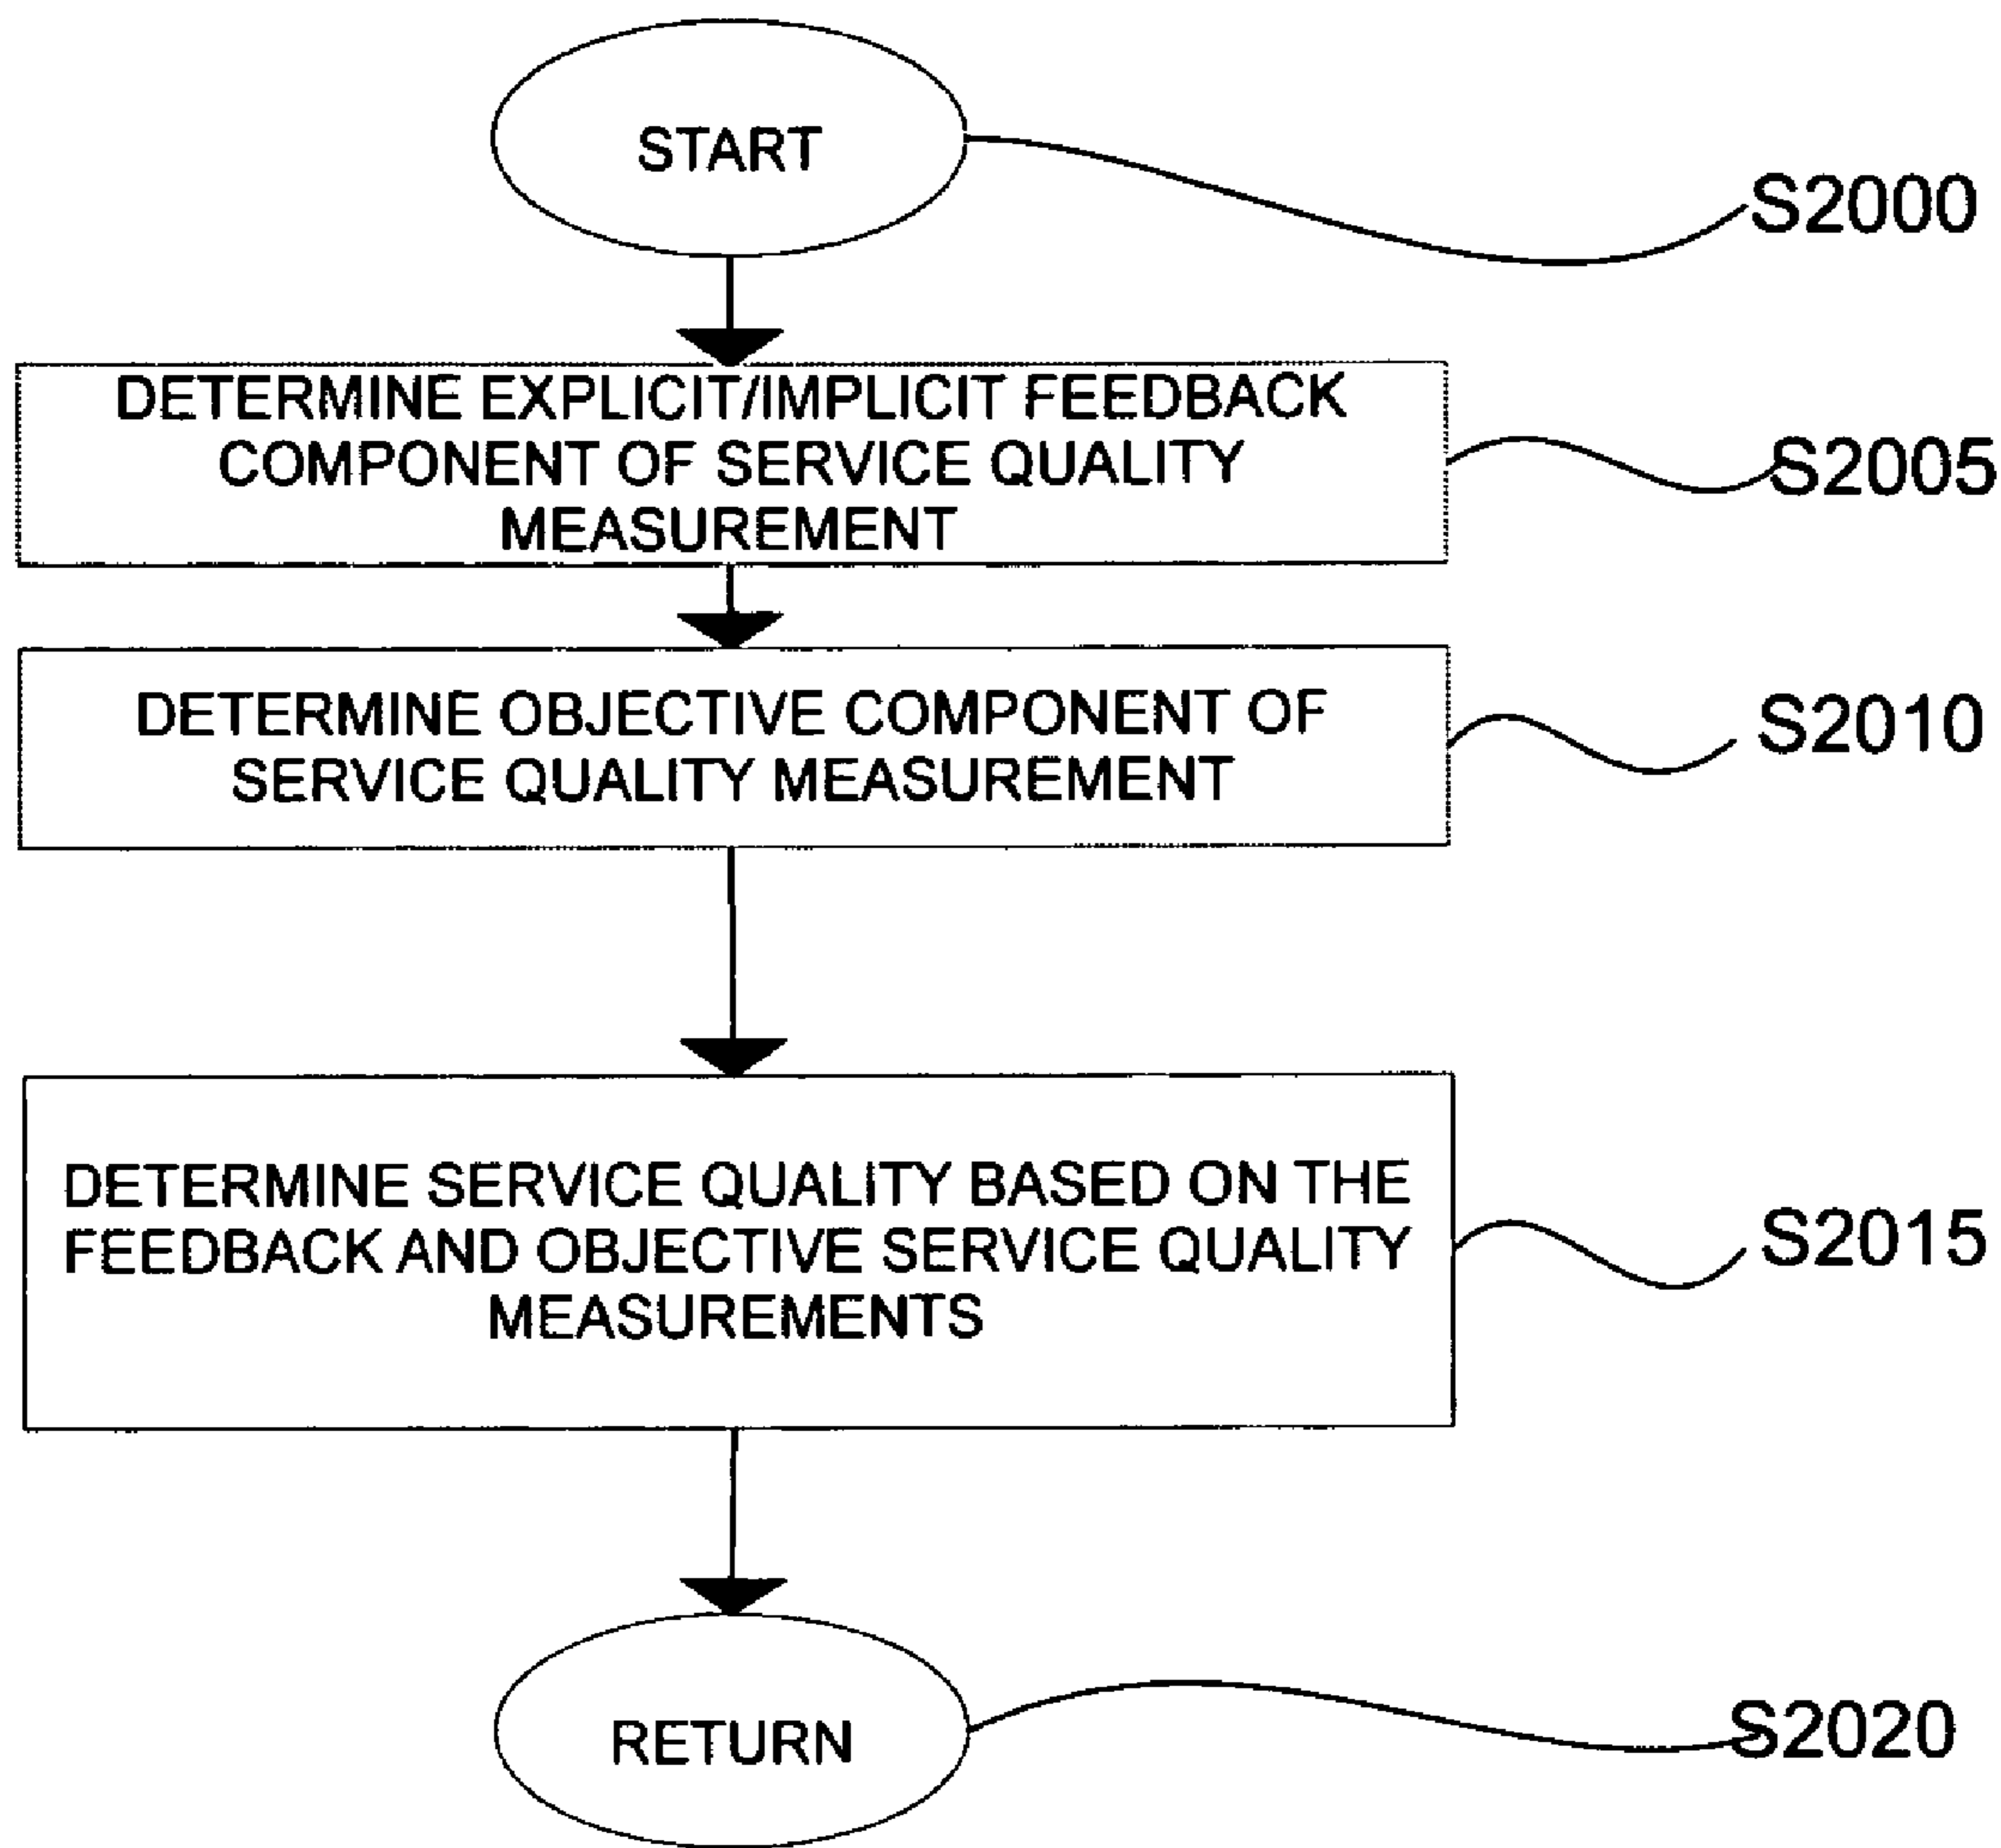 START
S2000
DETERMINE EXPLICIT/IMPLICIT FEEDBACK
COMPONENT OF SERVICE QUALITY
MEASUREMENT
S2005
DETERMINE OBJECTIVE COMPONENT OF
SERVICE QUALITY MEASUREMENT
S2010
DETERMINE SERVICE QUALITY BASED ON THE
FEEDBACK AND OBJECTIVE SERVICE QUALITY
MEASUREMENTS
S2015
RETURN
S2020